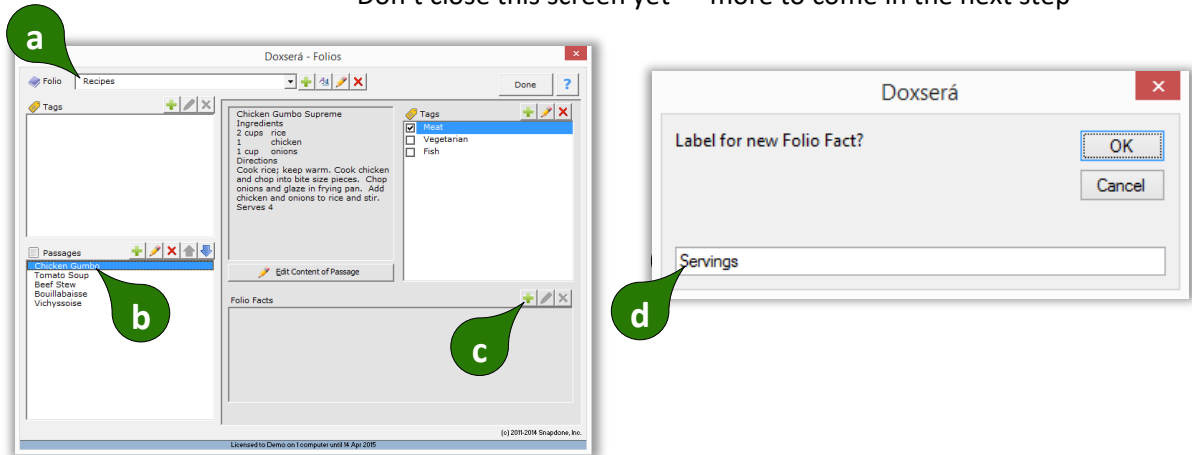 Don't close this screen yet – more to come in the next step
a
Doxserá - Folios
Folio Recipes
Done ?
Tags
Chicken Gumbo Supreme
Ingredients
2 cups rice
1 chicken
1 cup onions
Directions
Cook rice; keep warm. Cook chicken
and chop into bite size pieces. Chop
onions and glaze in frying pan. Add
chicken and onions to rice and stir.
Serves 4
Tags
Meat
Vegetarian
Fish
Passages
Chicken Gumbo
Tomato Soup
Beef Stew
Bouillabaisse
Vichyssoise
b
Edit Content of Passage
Folio Facts
c
(c) 2011-2014 Snapdone, Inc.
Licensed to Demo on 1 computer until 14 Apr 2015
Doxserá
Label for new Folio Fact?
OK
Cancel
Servings
d